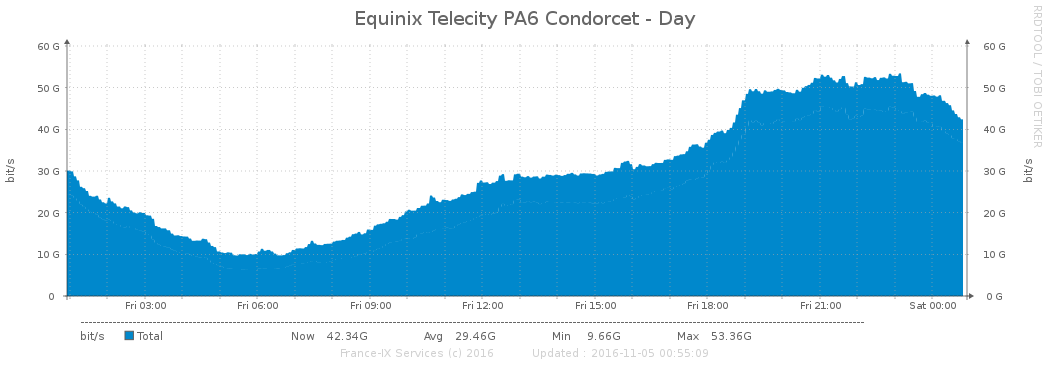 Equinix Telecity PA6 Condorcet - Day
RRDTOOL / TOBI OETIKER
60 G 60 G
50 G 50 G
40 G 40 G
30 G 30 G
20 G 20 G
10 G 10 G
0 0 G
bit/s
bit/s
Fri 03:00 Fri 06:00 Fri 09:00 Fri 12:00 Fri 15:00 Fri 18:00 Fri 21:00 Sat 00:00
bit/s Total Now 42.34G Avg 29.46G Min 9.66G Max 53.36G
France-IX Services (c) 2016 Updated : 2016-11-05 00:55:09